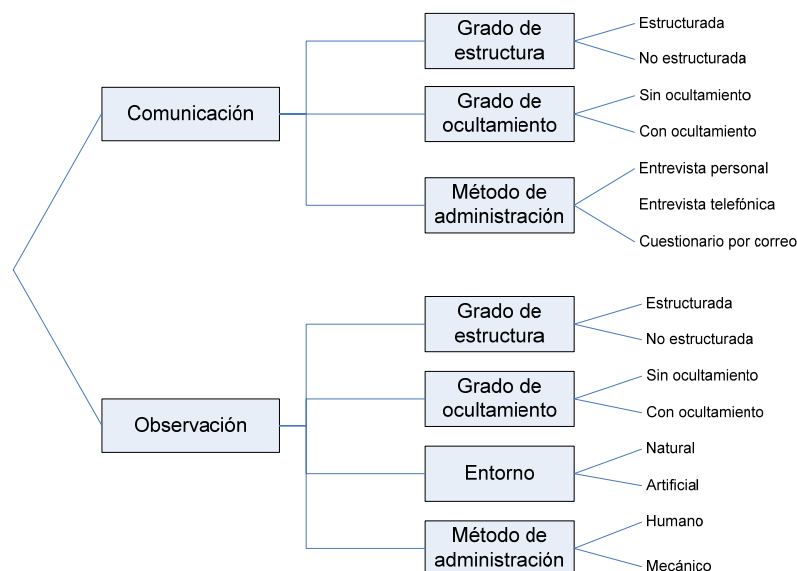 Comunicación
Grado de
estructura
Estructurada
No estructurada
Grado de
ocultamiento
Sin ocultamiento
Con ocultamiento
Método de
administración
Entrevista personal
Entrevista telefónica
Cuestionario por correo
Observación
Grado de
estructura
Estructurada
No estructurada
Grado de
ocultamiento
Sin ocultamiento
Con ocultamiento
Entorno
Natural
Artificial
Método de
administración
Humano
Mecánico